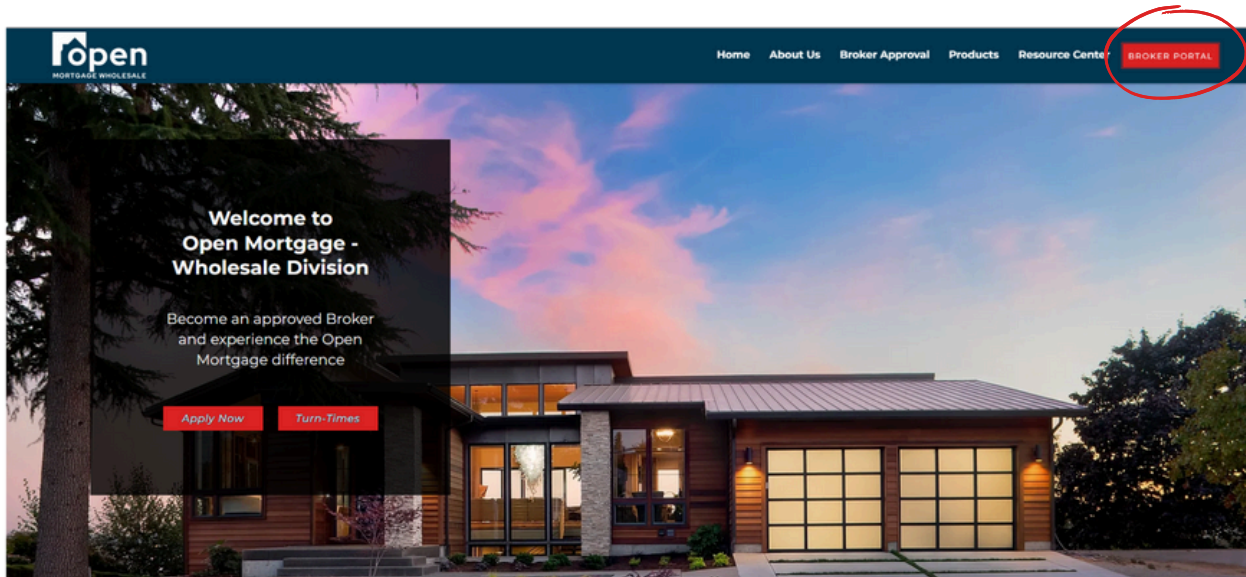 open
MORTGAGE WHOLESALE
Home About Us Broker Approval Products Resource Center BROKER PORTAL
Welcome to
Open Mortgage -
Wholesale Division
Become an approved Broker
and experience the Open
Mortgage difference
Apply Now Turn-Times